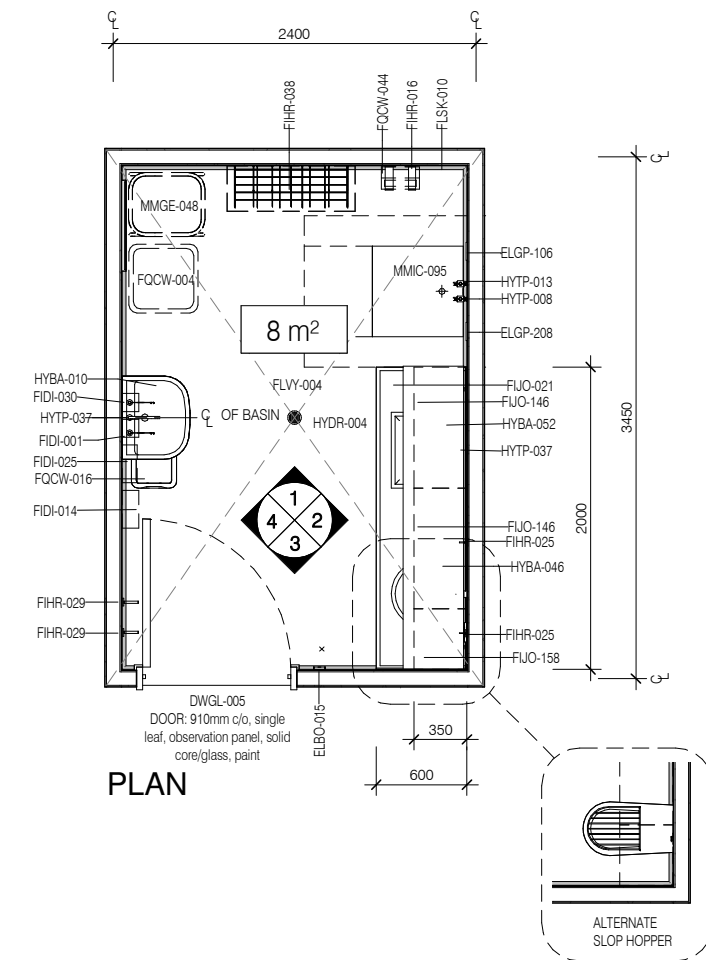 C L
C L
2400
FIHR-038
FQCW-044
FIHR-016
FLSK-010
C L
MMGE-048
FQCW-004
MMIC-095
ELGP-106
HYTP-013
HYTP-008
ELGP-208
8 m²
HYBA-010
FIDI-030
HYTP-037
FIDI-001
FIDI-025
FQCW-016
FIDI-014
FLVY-004
C L OF BASIN
HYDR-004
FIJO-021
FIJO-146
HYBA-052
HYTP-037
3450
2000
1
4
2
3
FIJO-146
FIHR-025
HYBA-046
FIHR-029
FIHR-029
FIHR-025
FIJO-158
C L
DWGL-005
DOOR: 910mm c/o, single
leaf, observation panel, solid
core/glass, paint
ELBO-015
350
600
PLAN
ALTERNATE
SLOP HOPPER